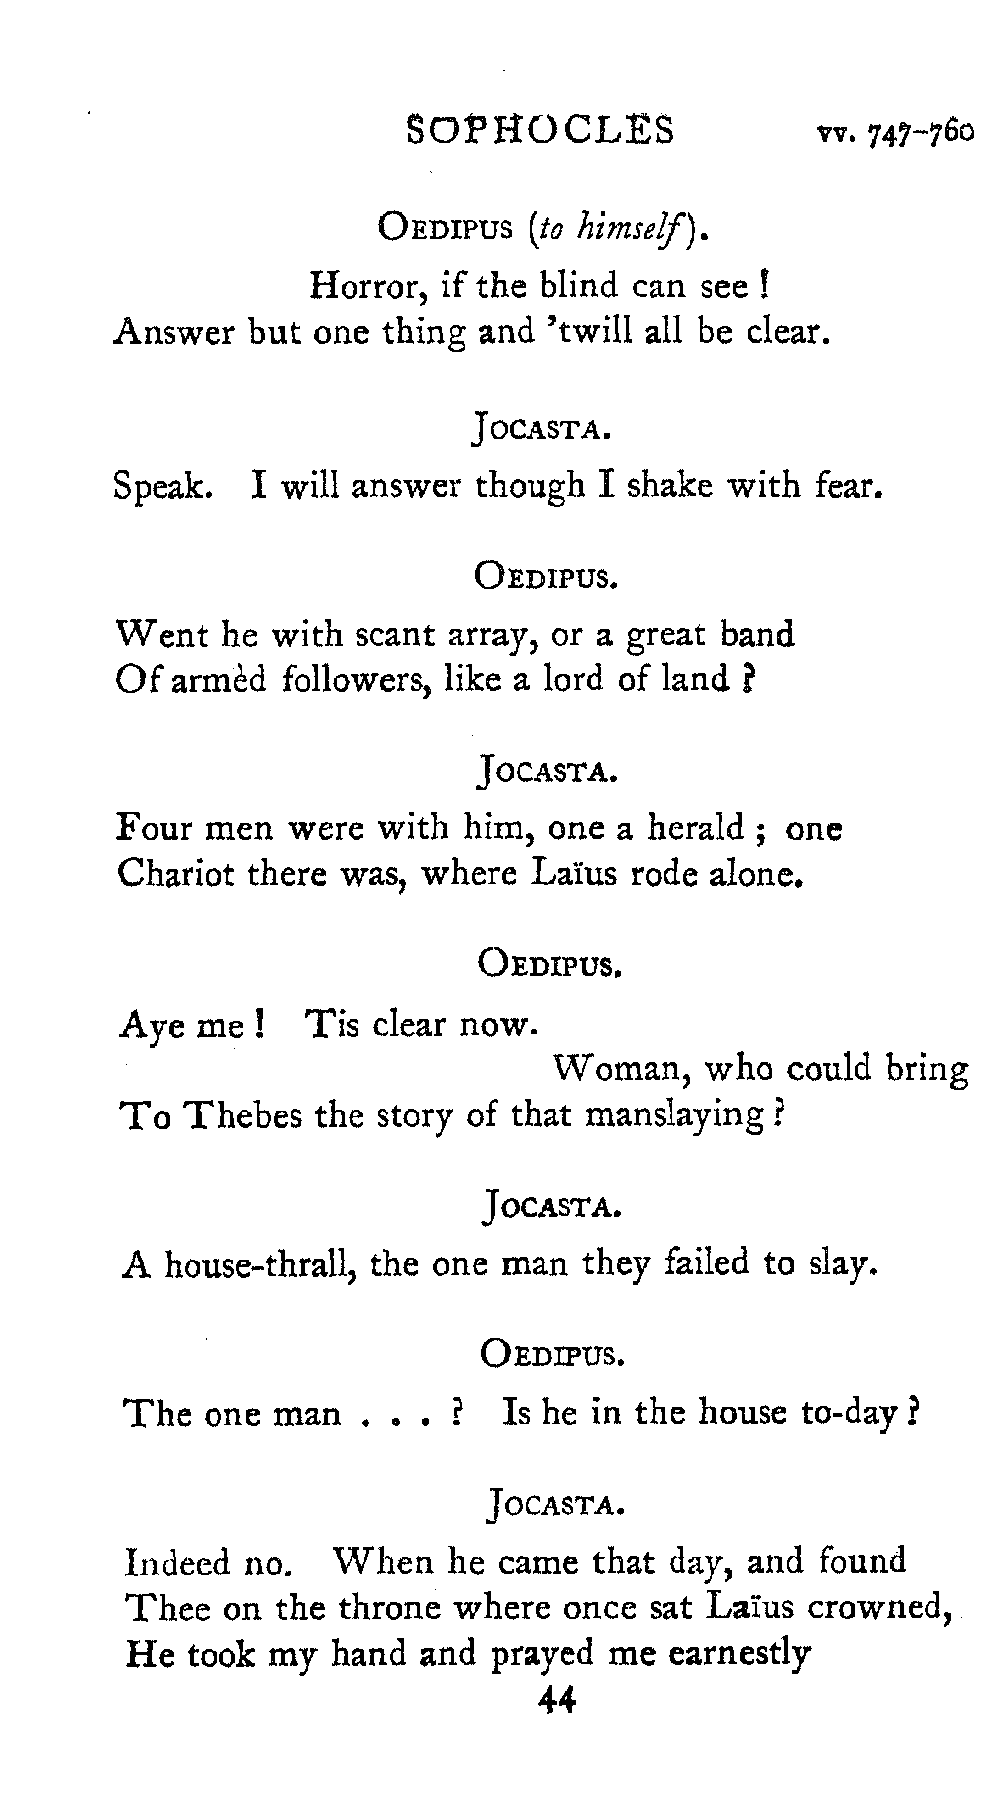 SOPHOCLES vv. 747–760
OEDIPUS (to himself).
Horror, if the blind can see !
Answer but one thing and ’twill all be clear.
JOCASTA.
Speak. I will answer though I shake with fear.
OEDIPUS.
Went he with scant array, or a great band
Of armèd followers, like a lord of land ?
JOCASTA.
Four men were with him, one a herald ; one
Chariot there was, where Laïus rode alone.
OEDIPUS.
Aye me ! Tis clear now.
Woman, who could bring
To Thebes the story of that manslaying ?
JOCASTA.
A house-thrall, the one man they failed to slay.
OEDIPUS.
The one man . . . ? Is he in the house to-day ?
JOCASTA.
Indeed no. When he came that day, and found
Thee on the throne where once sat Laïus crowned,
He took my hand and prayed me earnestly
44